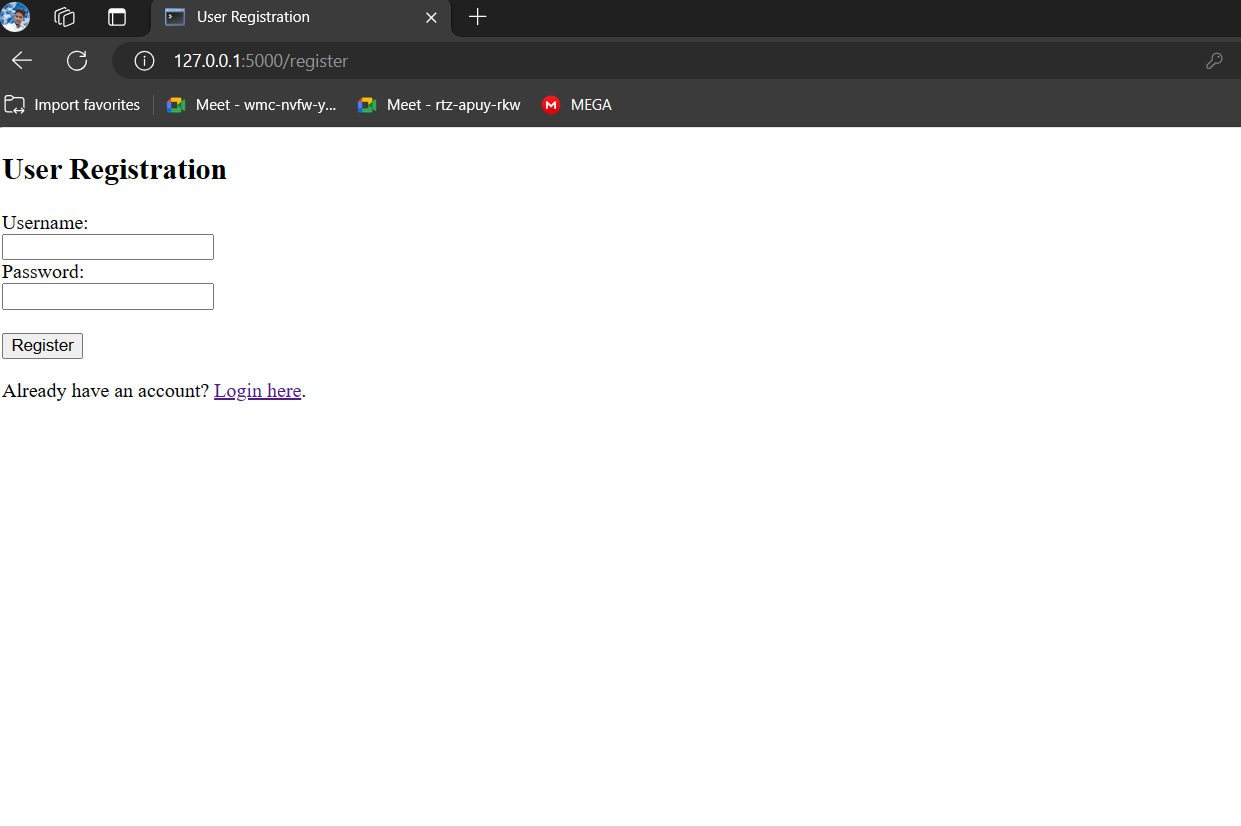 User Registration
127.0.0.1:5000/register
Import favorites Meet - wmc-nvfw-y... Meet - rtz-apuy-rkw M MEGA
User Registration
Username:
Password:
Register
Already have an account? Login here.